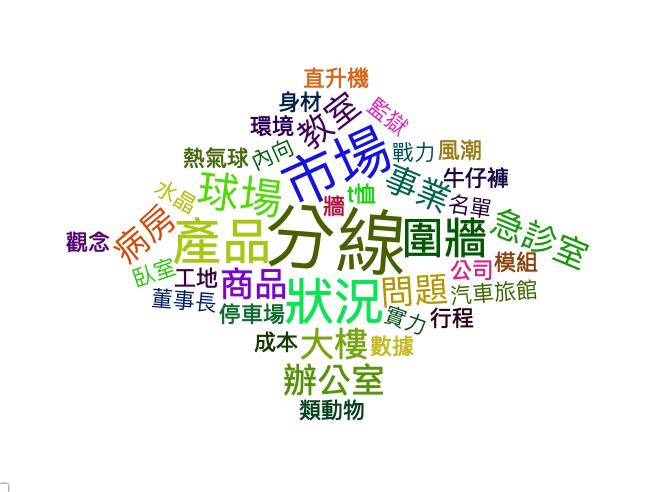 直升機
身材
監獄
環境
教室
市場
戰力
風潮
熱氣球
內向
事業
牛仔褲
水晶
球場
牆
t恤
名單
急診室
觀念
病房
產品
分線
圍牆
臥室
工地
商品
狀況
問題
公司
模組
董事長
停車場
實力
行程
汽車旅館
成本
大樓
數據
辦公室
類動物